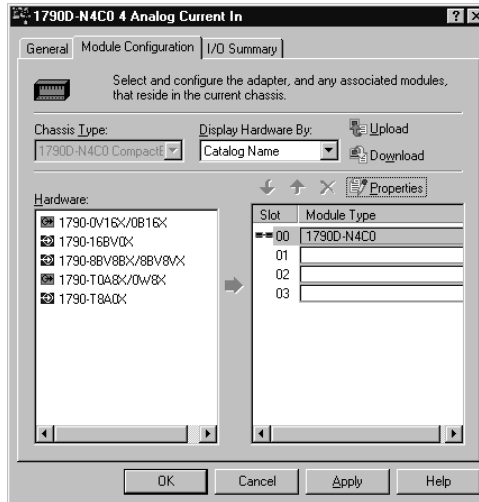 1790D-N4C0 4 Analog Current In
General Module Configuration I/O Summary
Select and configure the adapter, and any associated modules,
that reside in the current chassis.
Chassis Type: Display Hardware By: Upload
1790D-N4C0 CompactB Catalog Name Download
Properties
Hardware:
Slot Module Type
1790-0V16X/0B16X
00 1790D-N4C0
1790-16BV0X
01
1790-8BV8BX/8BV8VX
02
1790-T0A8X/0W8X
03
1790-T8A0X
OK Cancel Apply Help